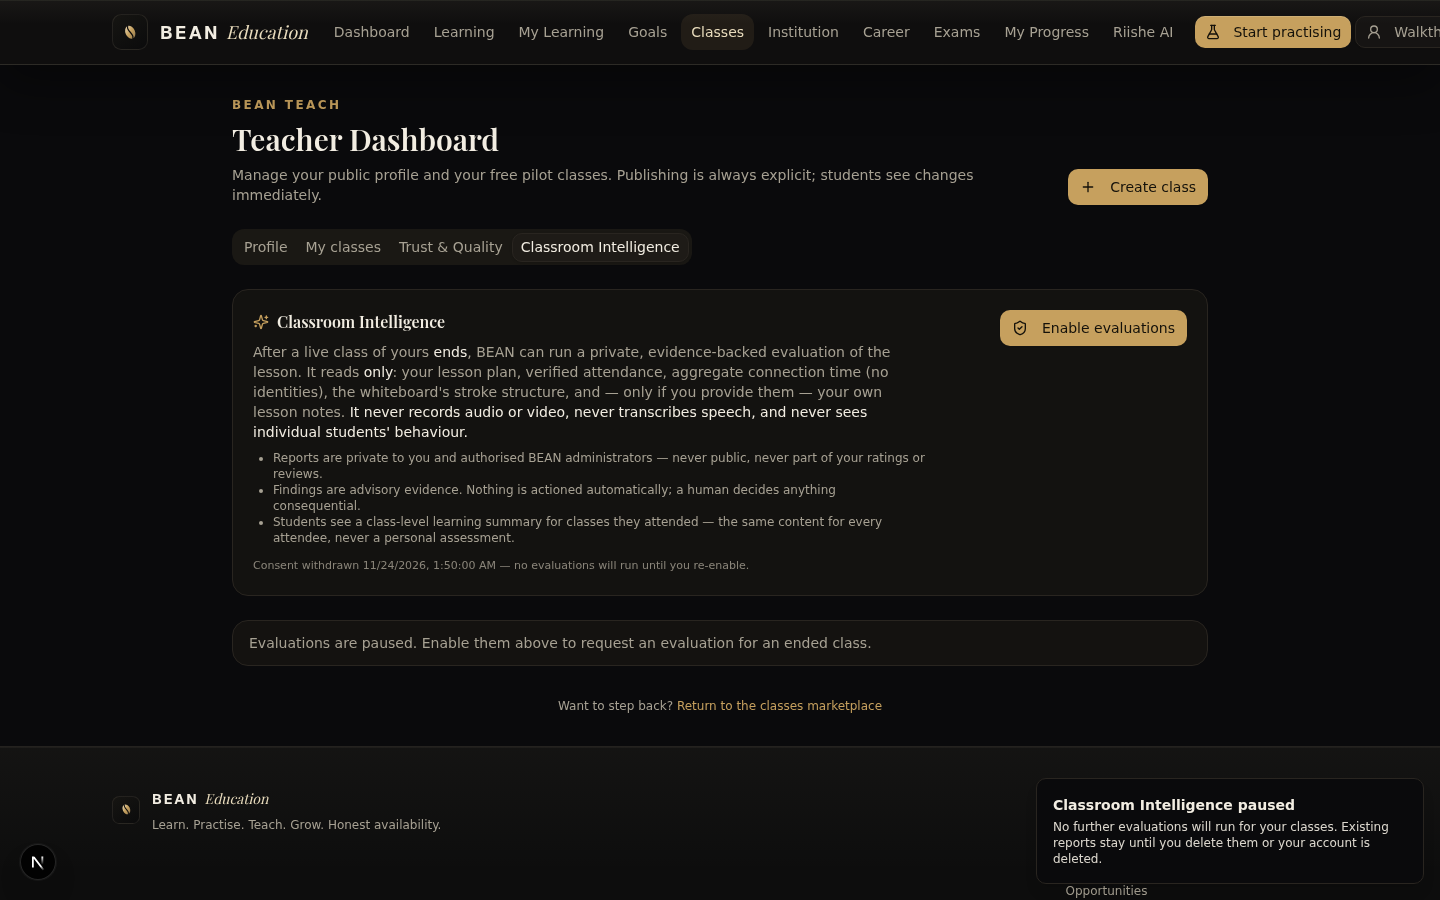 BEAN Education Dashboard Learning My Learning Goals Classes Institution Career Exams My Progress Riishe AI Start practising Walkth
BEAN TEACH
Teacher Dashboard
Manage your public profile and your free pilot classes. Publishing is always explicit; students see changes
immediately.
Create class
Profile My classes Trust & Quality Classroom Intelligence
Classroom Intelligence
Enable evaluations
After a live class of yours ends, BEAN can run a private, evidence-backed evaluation of the
lesson. It reads only: your lesson plan, verified attendance, aggregate connection time (no
identities), the whiteboard's stroke structure, and — only if you provide them — your own
lesson notes. It never records audio or video, never transcribes speech, and never sees
individual students' behaviour.
• Reports are private to you and authorised BEAN administrators — never public, never part of your ratings or
reviews.
• Findings are advisory evidence. Nothing is actioned automatically; a human decides anything
consequential.
• Students see a class-level learning summary for classes they attended — the same content for every
attendee, never a personal assessment.
Consent withdrawn 11/24/2026, 1:50:00 AM — no evaluations will run until you re-enable.
Evaluations are paused. Enable them above to request an evaluation for an ended class.
Want to step back? Return to the classes marketplace
BEAN Education
Learn. Practise. Teach. Grow. Honest availability.
Classroom Intelligence paused
No further evaluations will run for your classes. Existing
reports stay until you delete them or your account is
deleted.
Opportunities